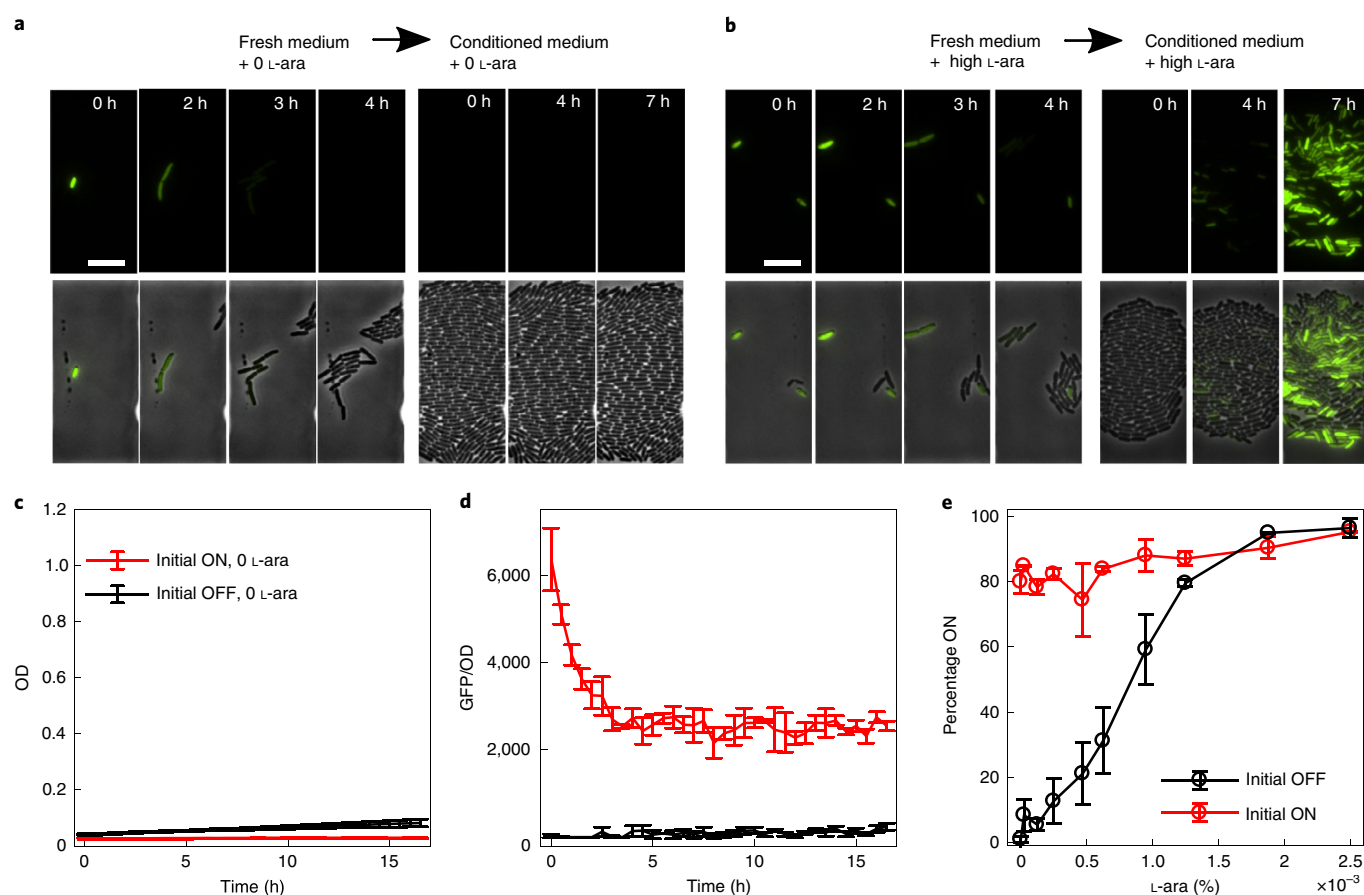 a
Fresh medium
+ 0 L-ara
Conditioned medium
+ 0 L-ara
0 h
2 h
3 h
4 h
0 h
4 h
7 h
b
Fresh medium
+ high L-ara
Conditioned medium
+ high L-ara
0 h
2 h
3 h
4 h
0 h
4 h
7 h
c
OD
1.2
1.0
0.8
0.6
0.4
0.2
0
0
5
10
15
Time (h)
Initial ON, 0 L-ara
Initial OFF, 0 L-ara
d
GFP/OD
6,000
4,000
2,000
0
0
5
10
15
Time (h)
e
Percentage ON
100
80
60
40
20
0
0
0.5
1.0
1.5
2.0
2.5
×10⁻³
L-ara (%)
Initial OFF
Initial ON